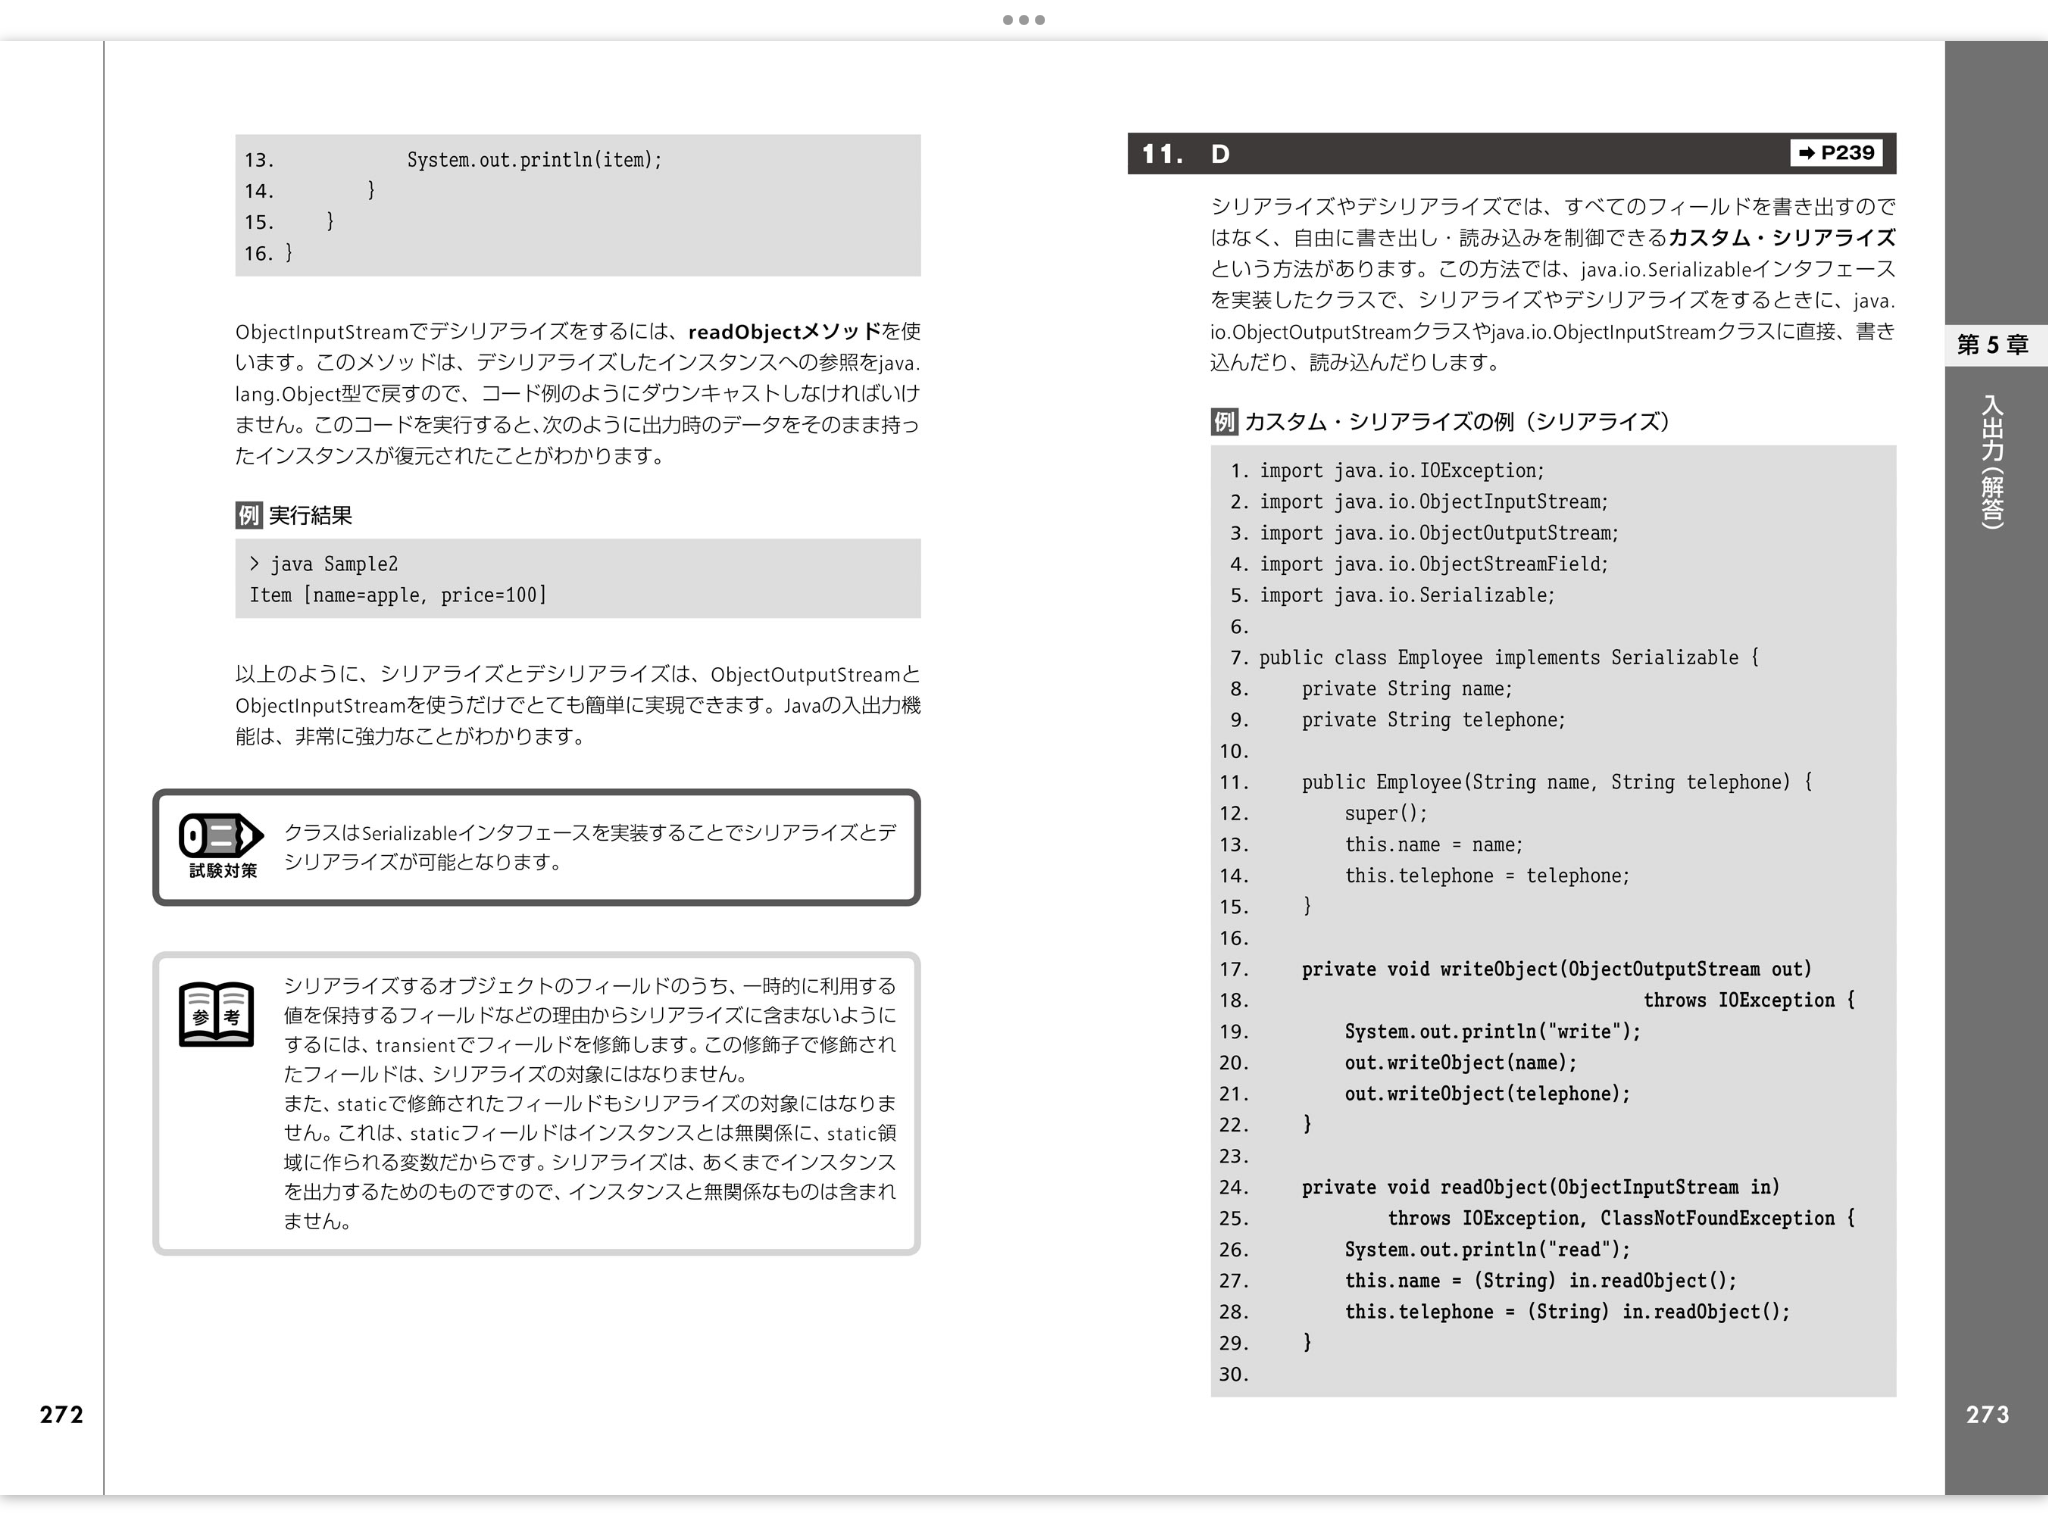 13.             System.out.println(item);
14.         }
15.     }
16. }
ObjectInputStreamでデシリアライズをするには、readObjectメソッドを使
います。このメソッドは、デシリアライズしたインスタンスへの参照をjava.
lang.Object型で戻すので、コード例のようにダウンキャストしなければいけ
ません。このコードを実行すると、次のように出力時のデータをそのまま持っ
たインスタンスが復元されたことがわかります。
例 実行結果
> java Sample2
Item [name=apple, price=100]
以上のように、シリアライズとデシリアライズは、ObjectOutputStreamと
ObjectInputStreamを使うだけでとても簡単に実現できます。Javaの入出力機
能は、非常に強力なことがわかります。
試験対策
クラスはSerializableインタフェースを実装することでシリアライズとデ
シリアライズが可能となります。
参考
シリアライズするオブジェクトのフィールドのうち、一時的に利用する
値を保持するフィールドなどの理由からシリアライズに含まないように
するには、transientでフィールドを修飾します。この修飾子で修飾され
たフィールドは、シリアライズの対象にはなりません。
また、staticで修飾されたフィールドもシリアライズの対象にはなりま
せん。これは、staticフィールドはインスタンスとは無関係に、static領
域に作られる変数だからです。シリアライズは、あくまでインスタンス
を出力するためのものですので、インスタンスと無関係なものは含まれ
ません。
272
11. D
➡ P239
シリアライズやデシリアライズでは、すべてのフィールドを書き出すので
はなく、自由に書き出し・読み込みを制御できるカスタム・シリアライズ
という方法があります。この方法では、java.io.Serializableインタフェース
を実装したクラスで、シリアライズやデシリアライズをするときに、java.
io.ObjectOutputStreamクラスやjava.io.ObjectInputStreamクラスに直接、書き
込んだり、読み込んだりします。
例 カスタム・シリアライズの例（シリアライズ）
1. import java.io.IOException;
2. import java.io.ObjectInputStream;
3. import java.io.ObjectOutputStream;
4. import java.io.ObjectStreamField;
5. import java.io.Serializable;
6.
7. public class Employee implements Serializable {
8.     private String name;
9.     private String telephone;
10.
11.     public Employee(String name, String telephone) {
12.         super();
13.         this.name = name;
14.         this.telephone = telephone;
15.     }
16.
17.     private void writeObject(ObjectOutputStream out)
18.                                     throws IOException {
19.         System.out.println("write");
20.         out.writeObject(name);
21.         out.writeObject(telephone);
22.     }
23.
24.     private void readObject(ObjectInputStream in)
25.             throws IOException, ClassNotFoundException {
26.         System.out.println("read");
27.         this.name = (String) in.readObject();
28.         this.telephone = (String) in.readObject();
29.     }
30.
第5章
入出力（解答）
273